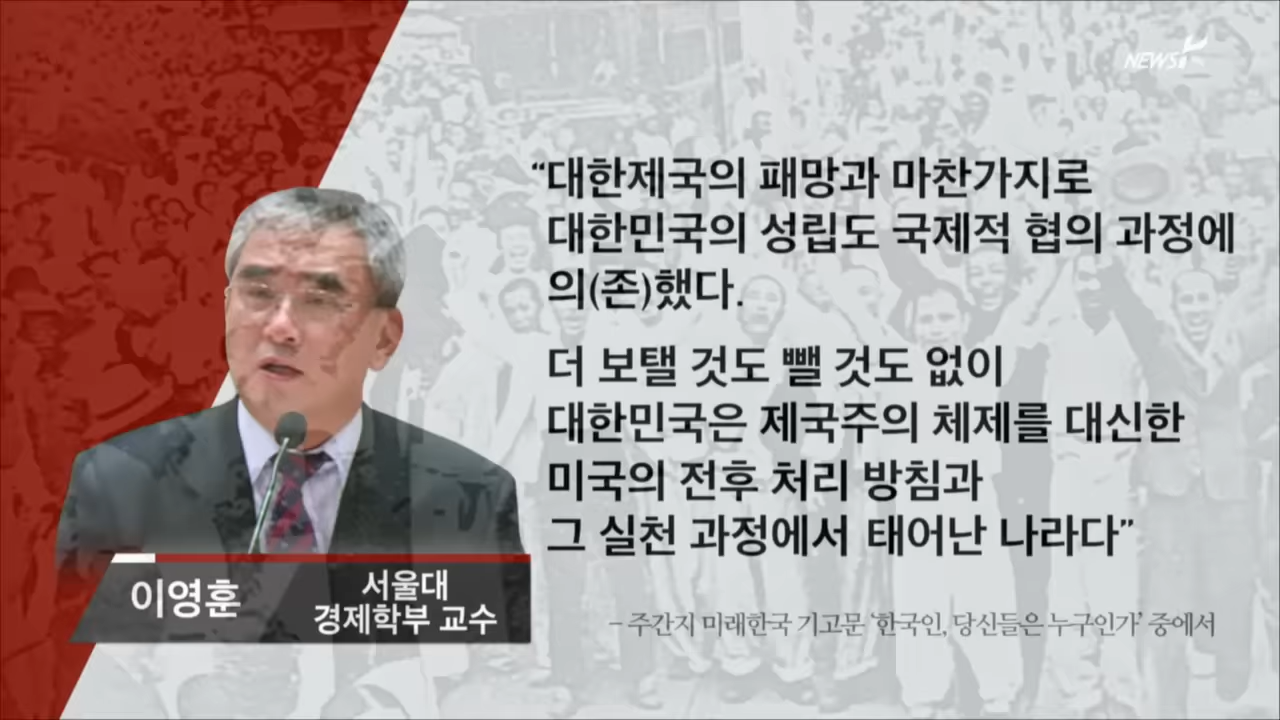 NEWS K
“대한제국의 패망과 마찬가지로
대한민국의 성립도 국제적 협의 과정에
의(존)했다.
더 보탤 것도 뺄 것도 없이
대한민국은 제국주의 체제를 대신한
미국의 전후 처리 방침과
그 실천 과정에서 태어난 나라다”
이영훈
서울대
경제학부 교수
– 주간지 미래한국 기고문 ‘한국인, 당신들은 누구인가’ 중에서